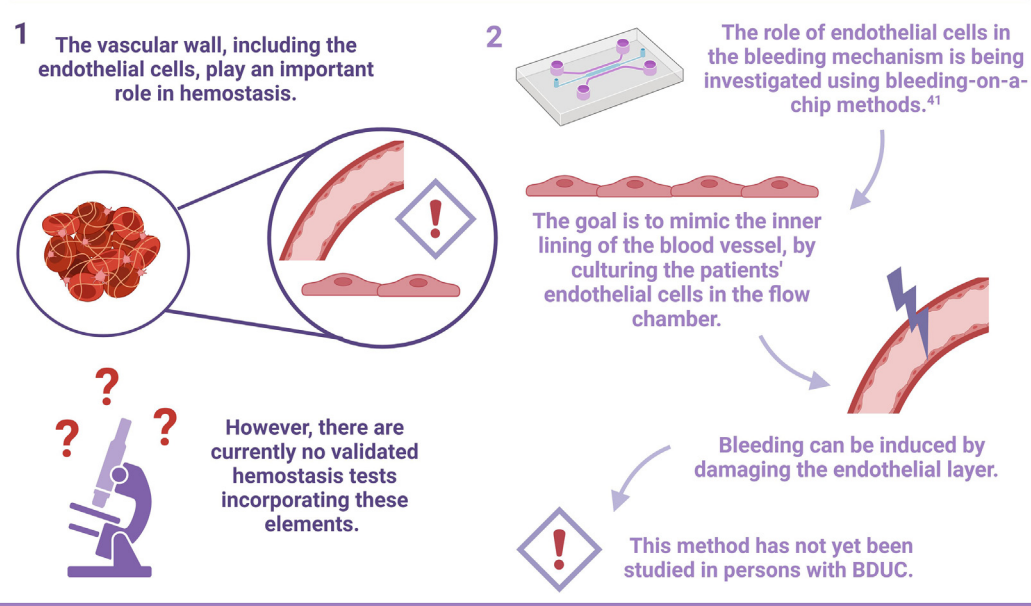 1
The vascular wall, including the
endothelial cells, play an important
role in hemostasis.
?
?
?
However, there are
currently no validated
hemostasis tests
incorporating these
elements.
2
The role of endothelial cells in
the bleeding mechanism is being
investigated using bleeding-on-a-
chip methods.41
The goal is to mimic the inner
lining of the blood vessel, by
culturing the patients'
endothelial cells in the flow
chamber.
Bleeding can be induced by
damaging the endothelial layer.
This method has not yet been
studied in persons with BDUC.